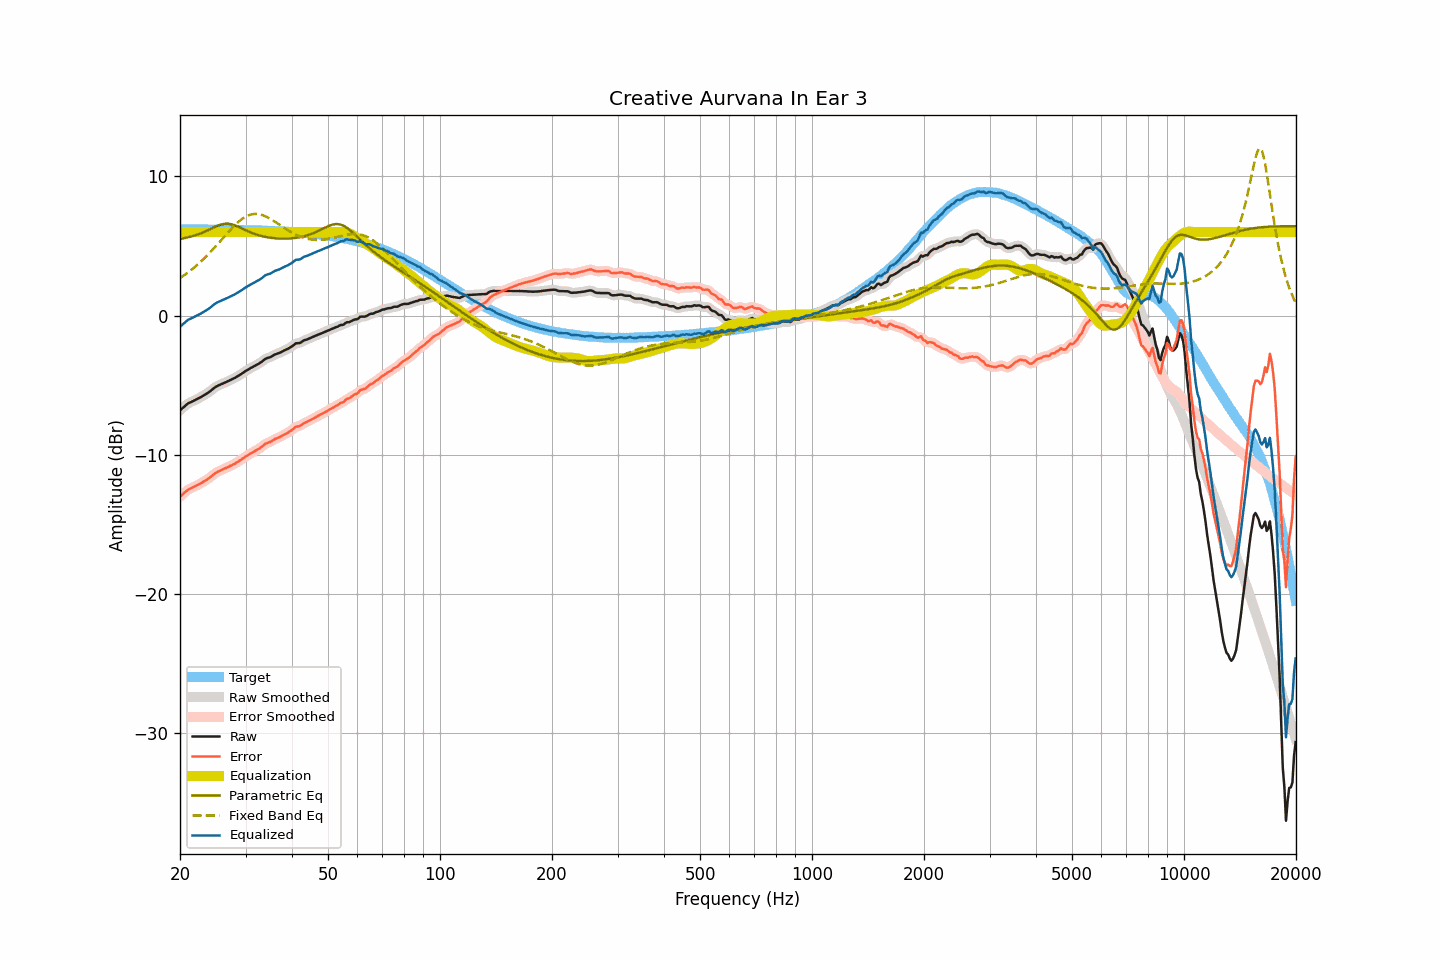 Creative Aurvana In Ear 3
Amplitude (dBr)
10
0
−10
−20
−30
Target
Raw Smoothed
Error Smoothed
Raw
Error
Equalization
Parametric Eq
Fixed Band Eq
Equalized
20 50 100 200 500 1000 2000 5000 10000 20000
Frequency (Hz)